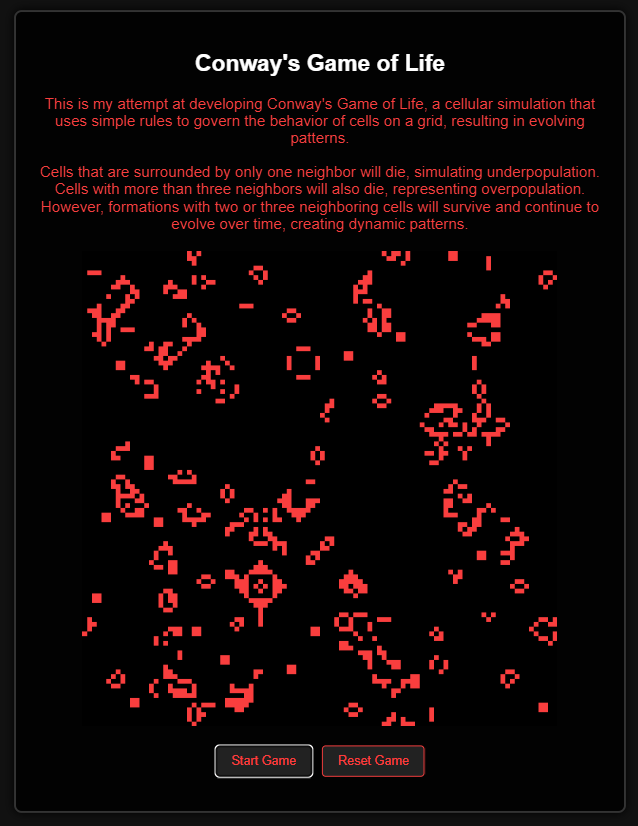 Conway's Game of Life
This is my attempt at developing Conway's Game of Life, a cellular simulation that
uses simple rules to govern the behavior of cells on a grid, resulting in evolving
patterns.
Cells that are surrounded by only one neighbor will die, simulating underpopulation.
Cells with more than three neighbors will also die, representing overpopulation.
However, formations with two or three neighboring cells will survive and continue to
evolve over time, creating dynamic patterns.
Start Game
Reset Game